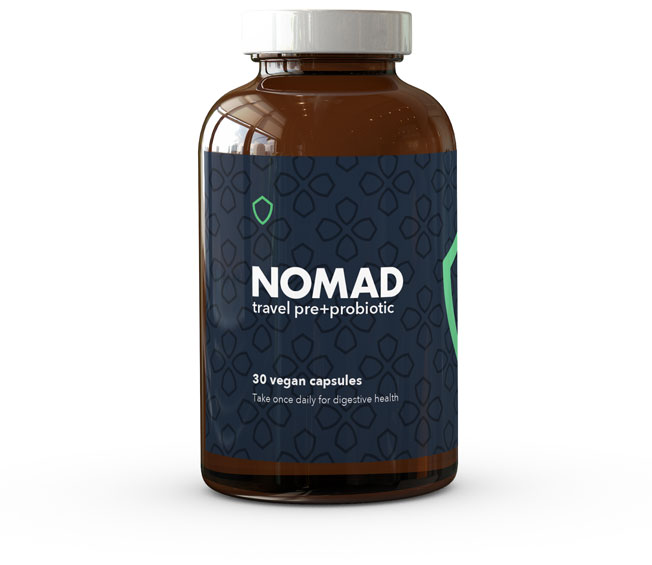 NOMAD
travel pre+probiotic
30 vegan capsules
Take once daily for digestive health